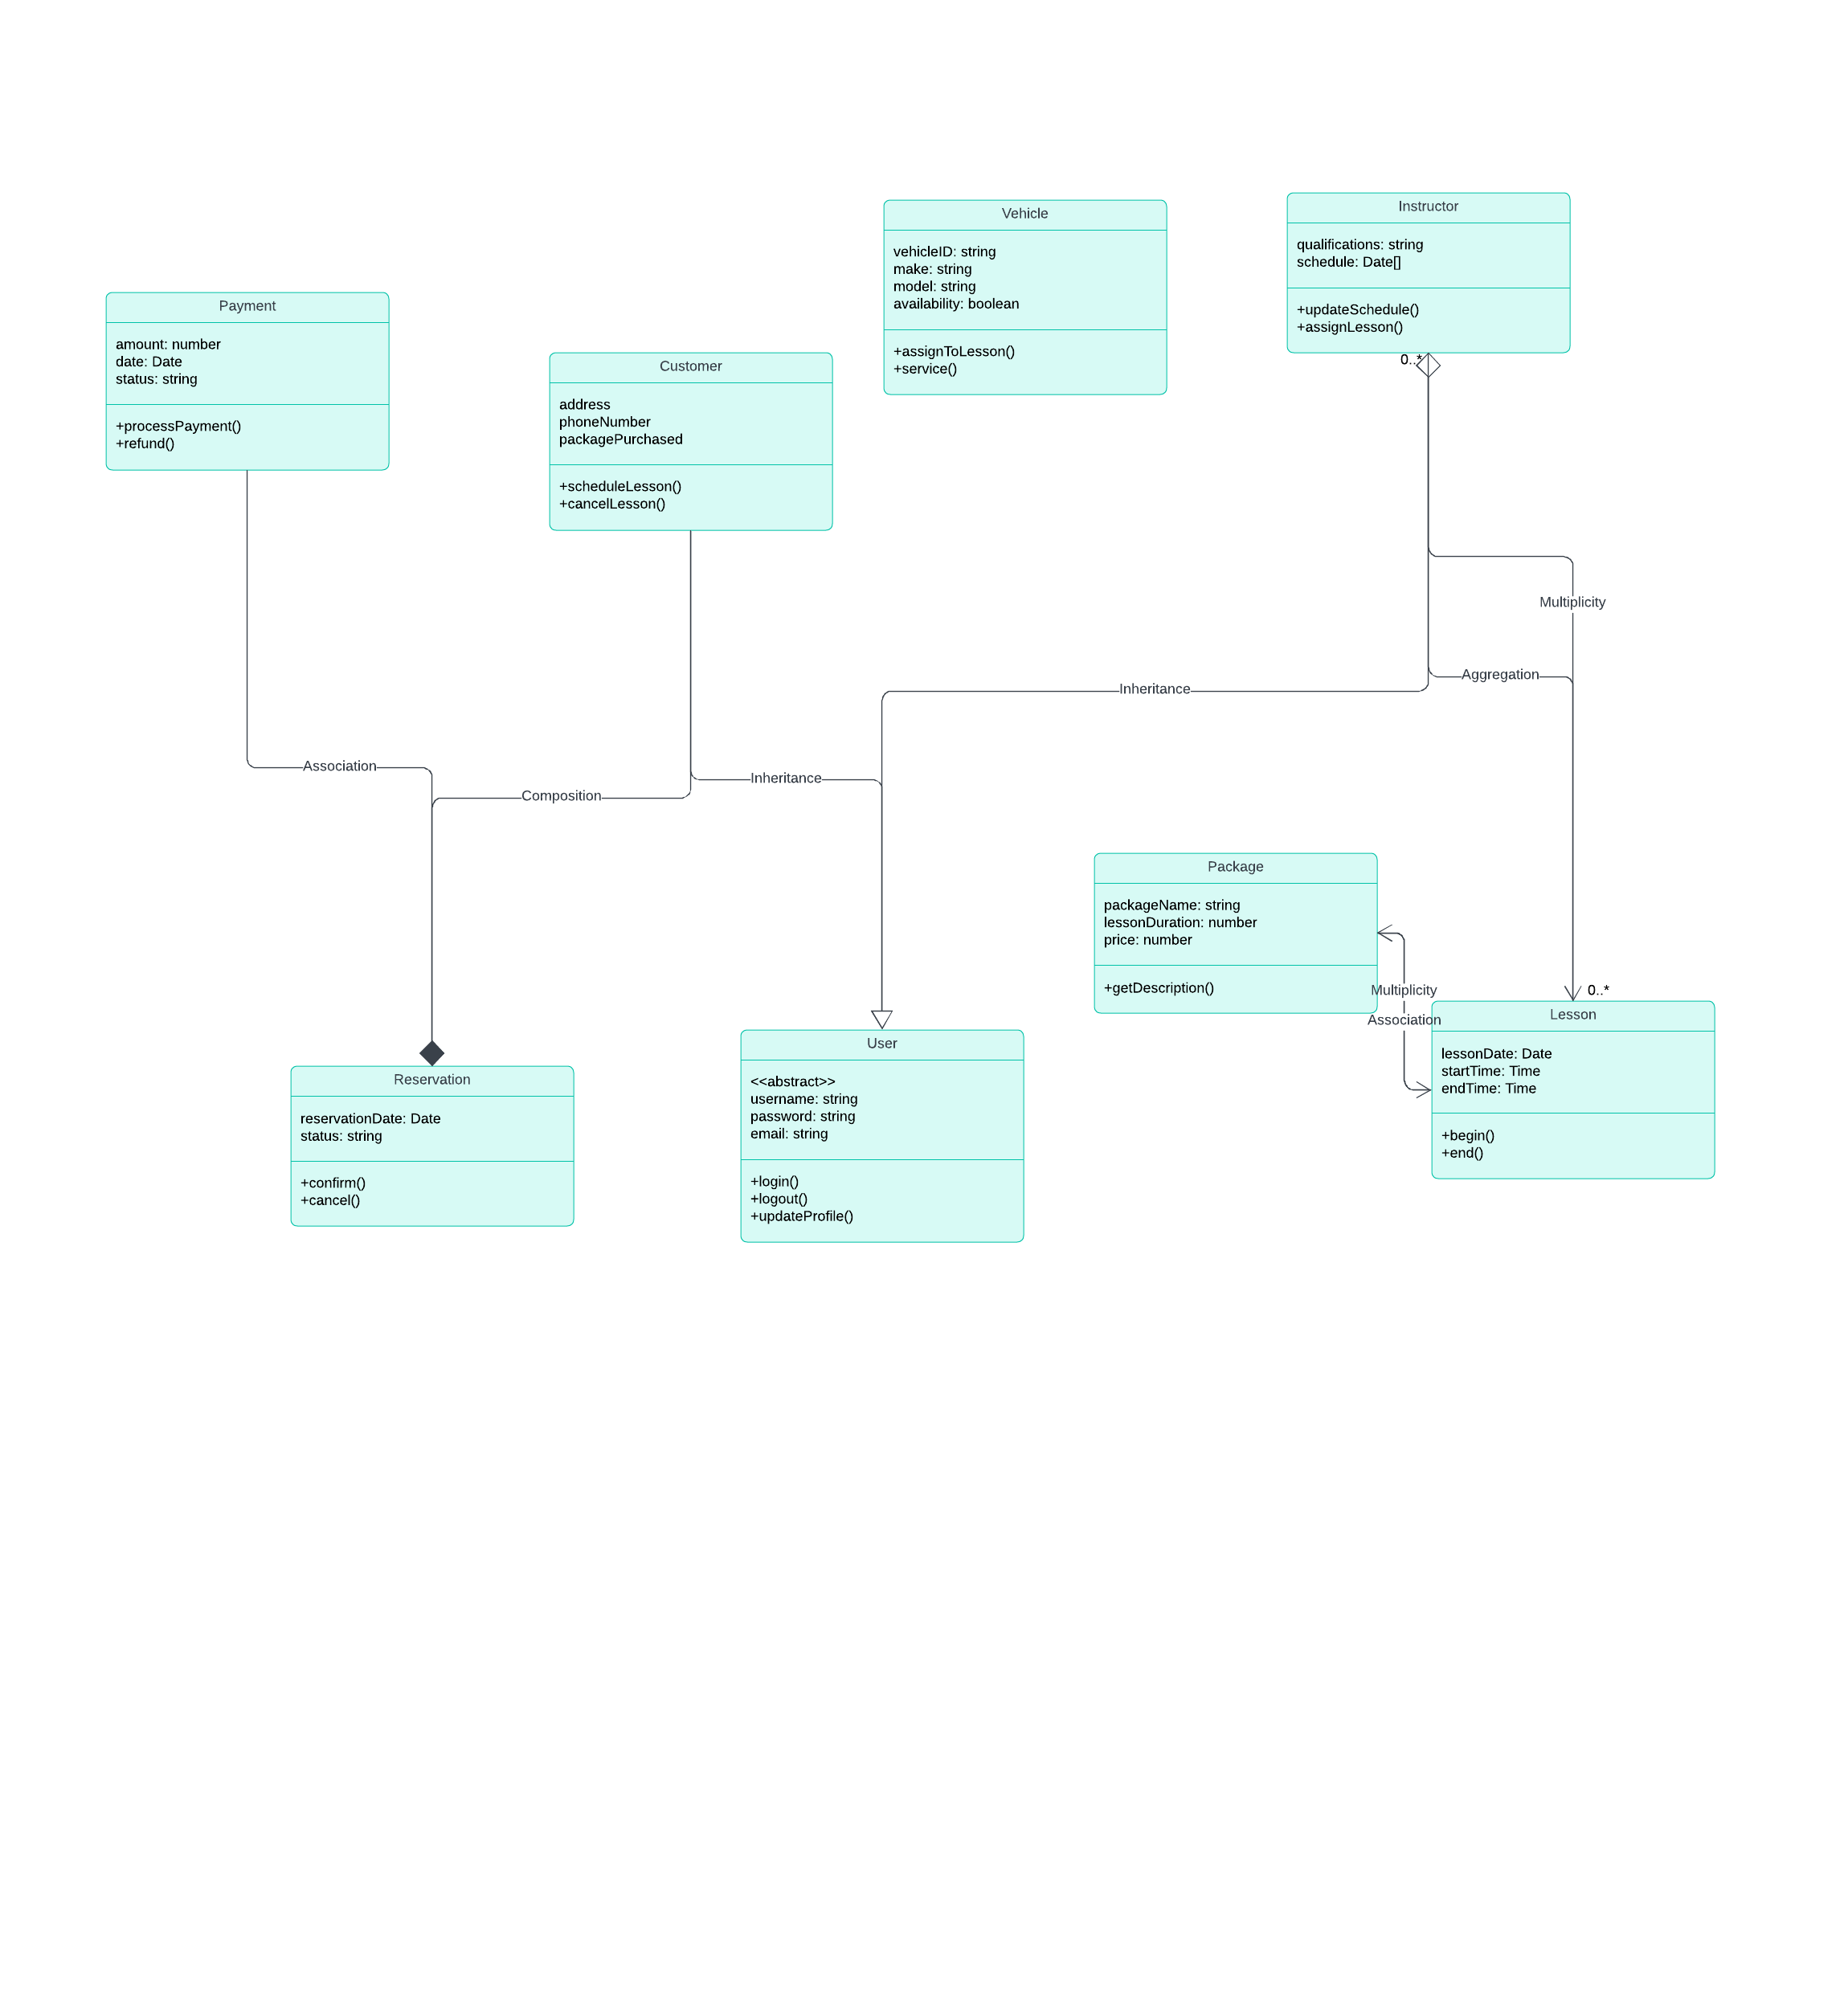 Instructor
qualifications: string
schedule: Date[]
+updateSchedule()
+assignLesson()
0..*
Vehicle
vehicleID: string
make: string
model: string
availability: boolean
+assignToLesson()
+service()
Payment
amount: number
date: Date
status: string
+processPayment()
+refund()
Customer
address
phoneNumber
packagePurchased
+scheduleLesson()
+cancelLesson()
Multiplicity
Aggregation
Inheritance
Association
Inheritance
Composition
Package
packageName: string
lessonDuration: number
price: number
+getDescription()
Multiplicity
Association
0..*
Lesson
lessonDate: Date
startTime: Time
endTime: Time
+begin()
+end()
User
<<abstract>>
username: string
password: string
email: string
+login()
+logout()
+updateProfile()
Reservation
reservationDate: Date
status: string
+confirm()
+cancel()